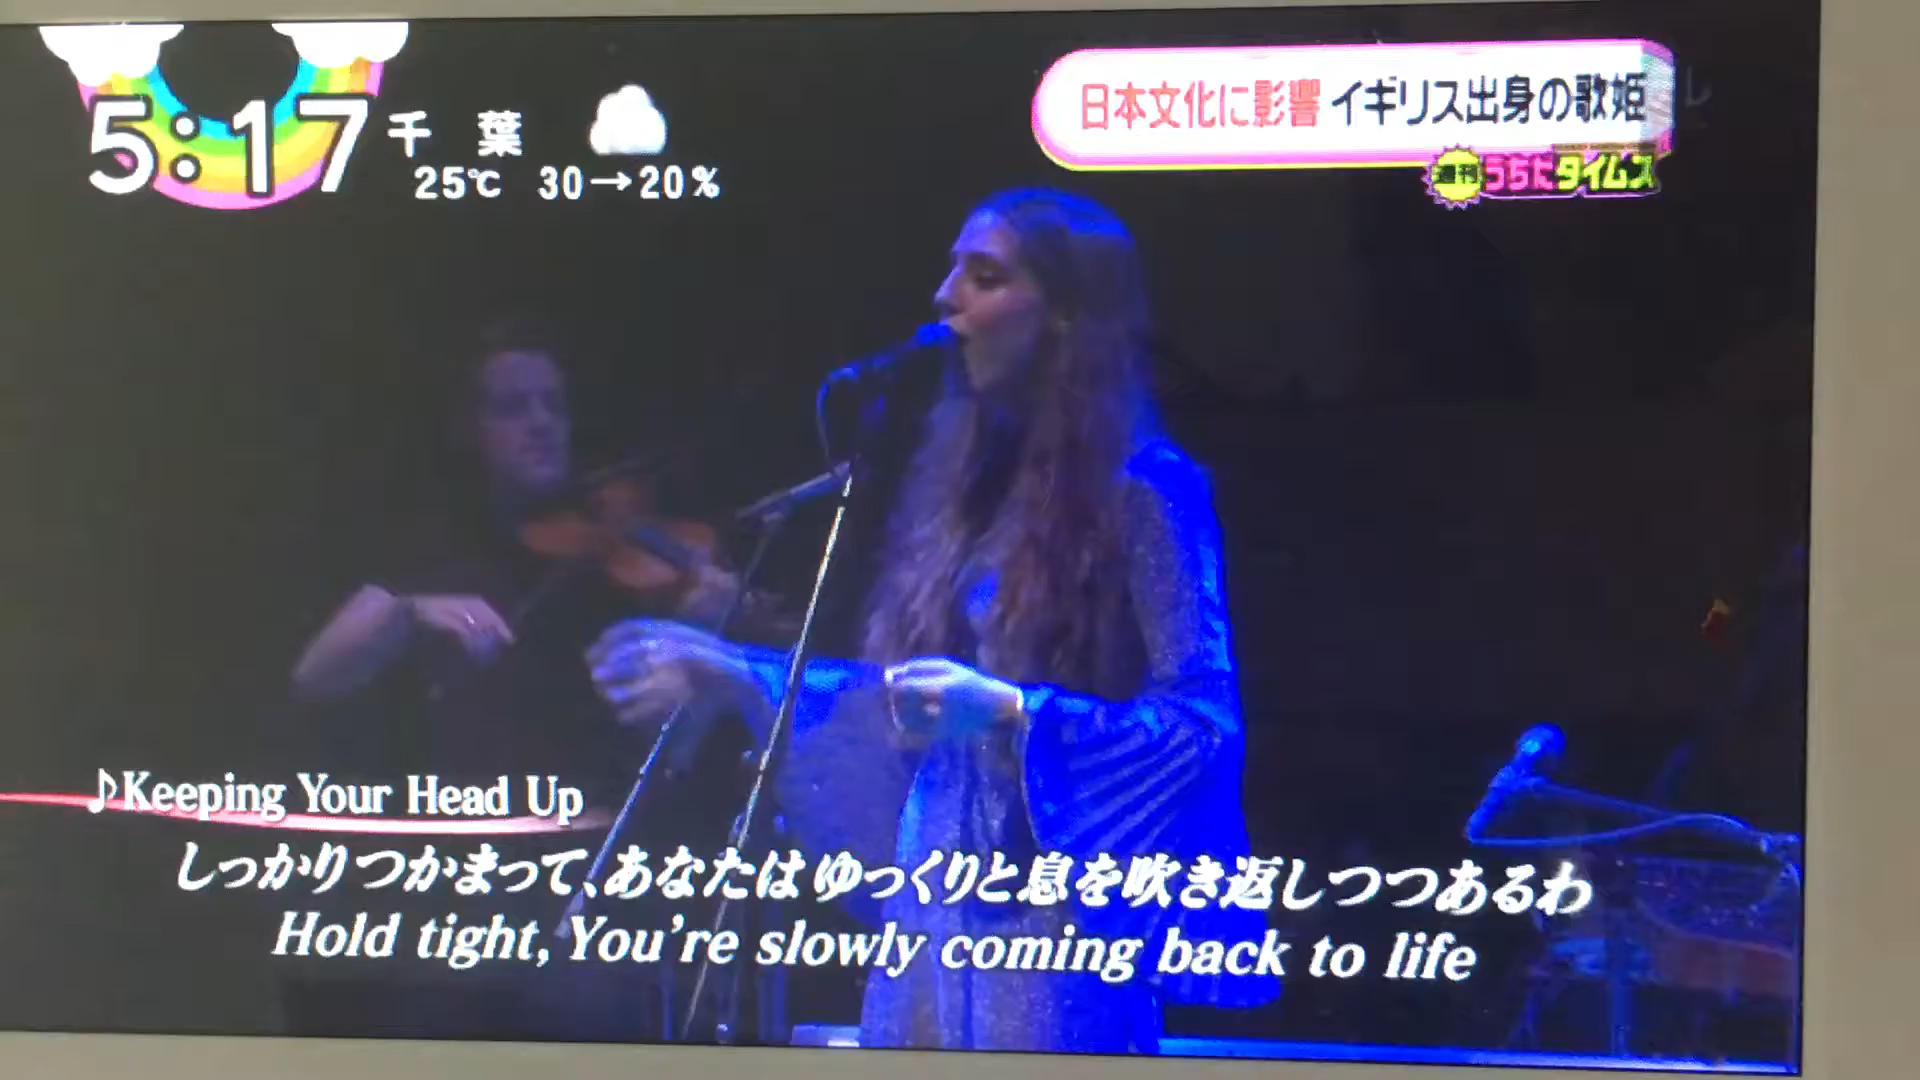 5:17
千葉
25℃ 30→20%
日本文化に影響 イギリス出身の歌姫
週刊うちだタイムズ
♪Keeping Your Head Up
しっかりつかまって、あなたはゆっくりと息を吹き返しつつあるわ
Hold tight, You're slowly coming back to life